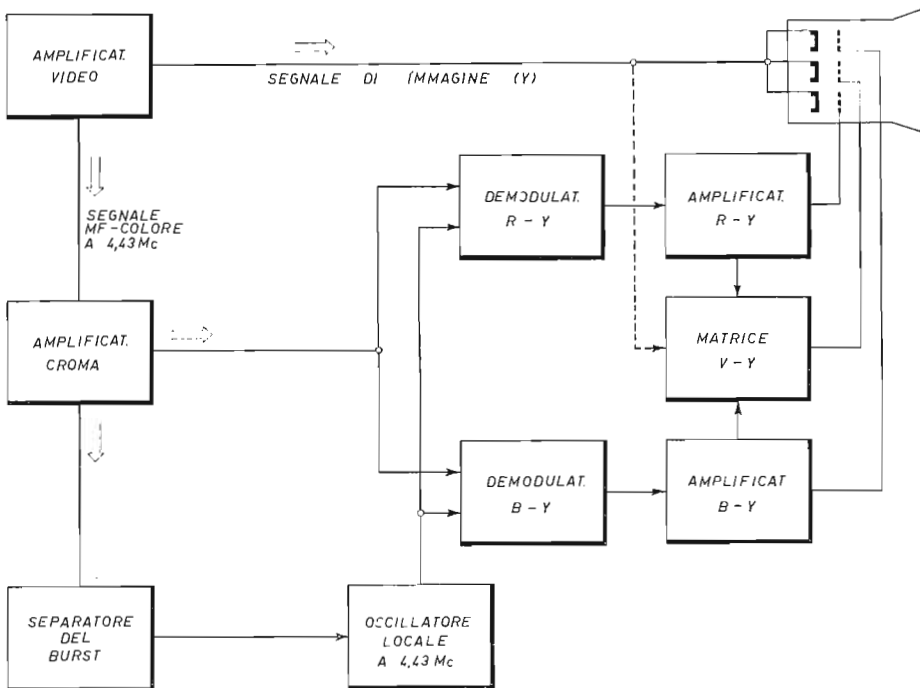 AMPLIFICAT.
VIDEO
SEGNALE DI IMMAGINE (Y)
SEGNALE
MF-COLORE
A 4,43 Mc
DEMODULAT.
R-Y
AMPLIFICAT.
R-Y
AMPLIFICAT.
CROMA
MATRICE
V-Y
DEMODULAT.
B-Y
AMPLIFICAT
B-Y
SEPARATORE
DEL
BURST
OSCILLATORE
LOCALE
A 4,43 Mc